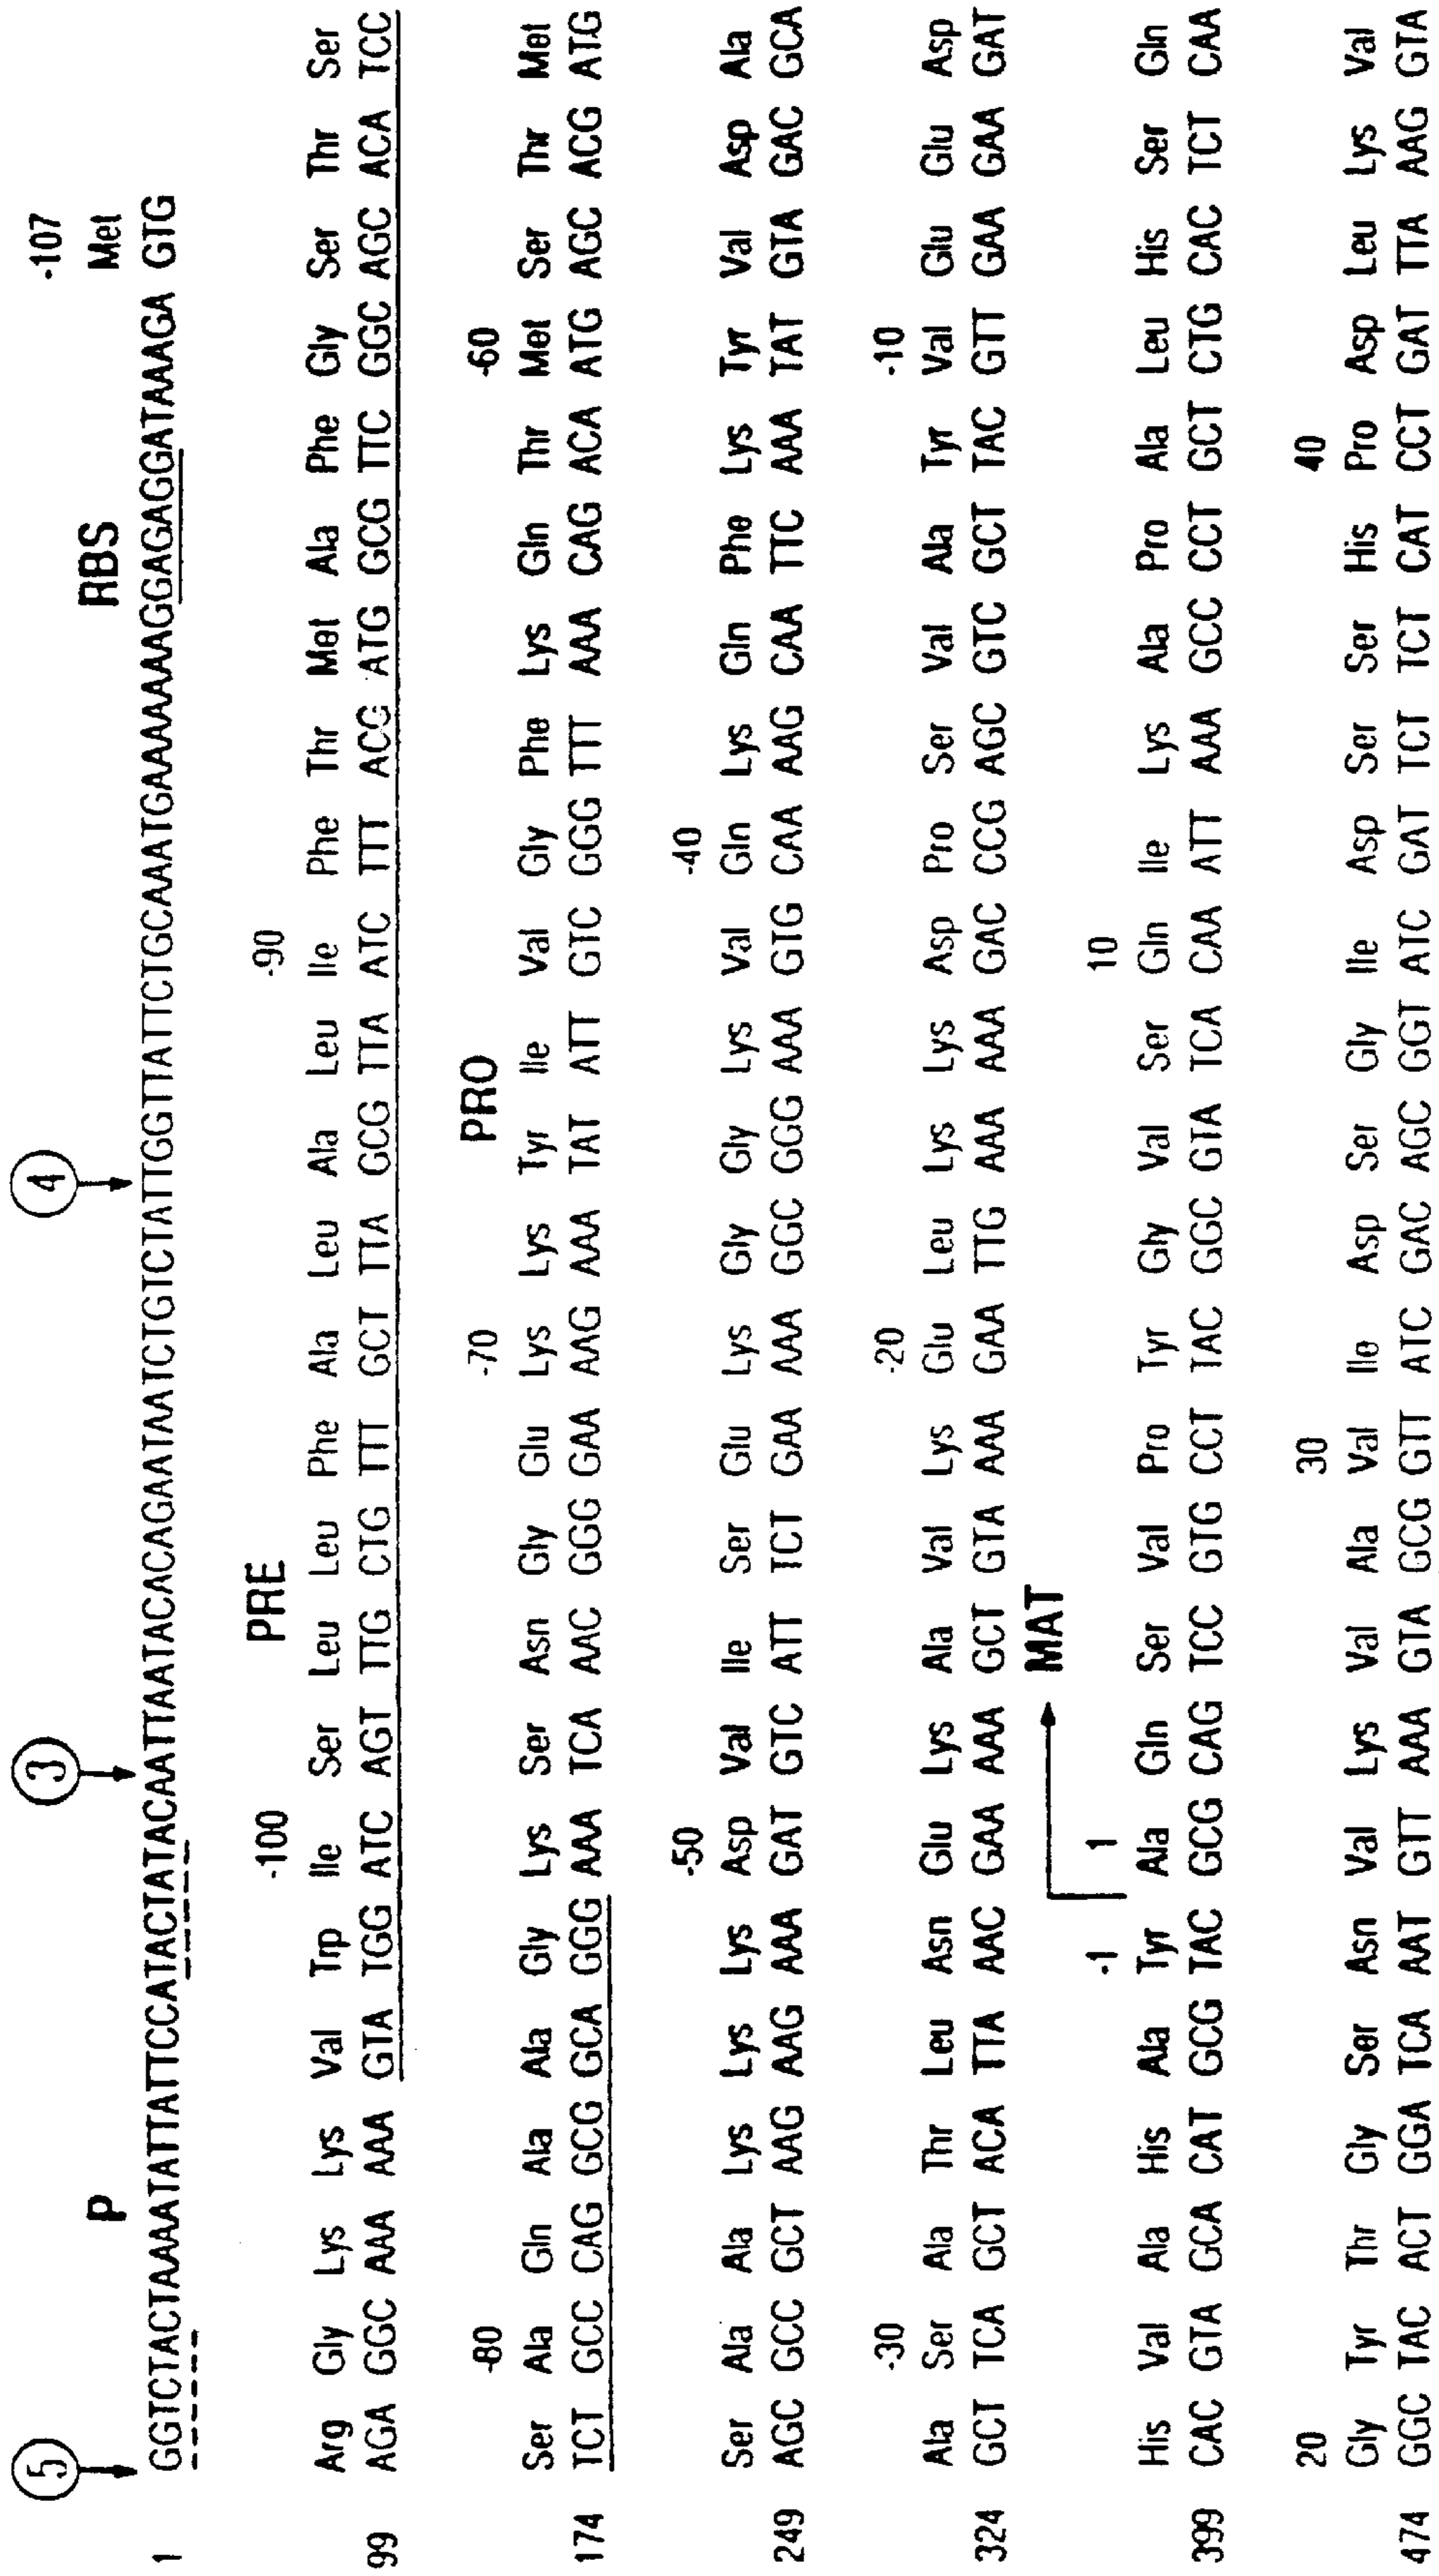 5 3 4
P RBS -107
Met
1 GGTCTACTAAAATATTATTCCATACTATACAATTAATACACAGAATAATCTGTCTATTGGTTATTCTGCAAATGAAAAAAAGGAGAGGATAAAGA GTG
PRE
-100 -90
Arg Gly Lys Lys Val Trp Ile Ser Leu Leu Phe Ala Leu Ala Leu Ile Phe Thr Met Ala Phe Gly Ser Thr Ser
99 AGA GGC AAA AAA GTA TGG ATC AGT TTG CTG TTT GCT TTA GCG TTA ATC TTT ACG ATG GCG TTC GGC AGC ACA TCC
PRO
-80 -70 -60
Ser Ala Gln Ala Ala Gly Lys Ser Asn Gly Glu Lys Lys Tyr Ile Val Gly Phe Lys Gln Thr Met Ser Thr Met
174 TCT GCC CAG GCG GCA GGG AAA TCA AAC GGG GAA AAG AAA TAT ATT GTC GGG TTT AAA CAG ACA ATG AGC ACG ATG
-50 -40
Ser Ala Ala Lys Lys Lys Asp Val Ile Ser Glu Lys Gly Gly Lys Val Gln Lys Gln Phe Lys Tyr Val Asp Ala
249 AGC GCC GCT AAG AAG AAA GAT GTC ATT TCT GAA AAA GGC GGG AAA GTG CAA AAG CAA TTC AAA TAT GTA GAC GCA
-30 -20 -10
Ala Ser Ala Thr Leu Asn Glu Lys Ala Val Lys Glu Leu Lys Lys Asp Pro Ser Val Ala Tyr Val Glu Glu Asp
324 GCT TCA GCT ACA TTA AAC GAA AAA GCT GTA AAA GAA TTG AAA AAA GAC CCG AGC GTC GCT TAC GTT GAA GAA GAT
MAT
-1 1 10
His Val Ala His Ala Tyr Ala Gln Ser Val Pro Tyr Gly Val Ser Gln Ile Lys Ala Pro Ala Leu His Ser Gln
399 CAC GTA GCA CAT GCG TAC GCG CAG TCC GTG CCT TAC GGC GTA TCA CAA ATT AAA GCC CCT GCT CTG CAC TCT CAA
20 30 40
Gly Tyr Thr Gly Ser Asn Val Lys Val Ala Val Ile Asp Ser Gly Ile Asp Ser Ser His Pro Asp Leu Lys Val
474 GGC TAC ACT GGA TCA AAT GTT AAA GTA GCG GTT ATC GAC AGC GGT ATC GAT TCT TCT CAT CCT GAT TTA AAG GTA